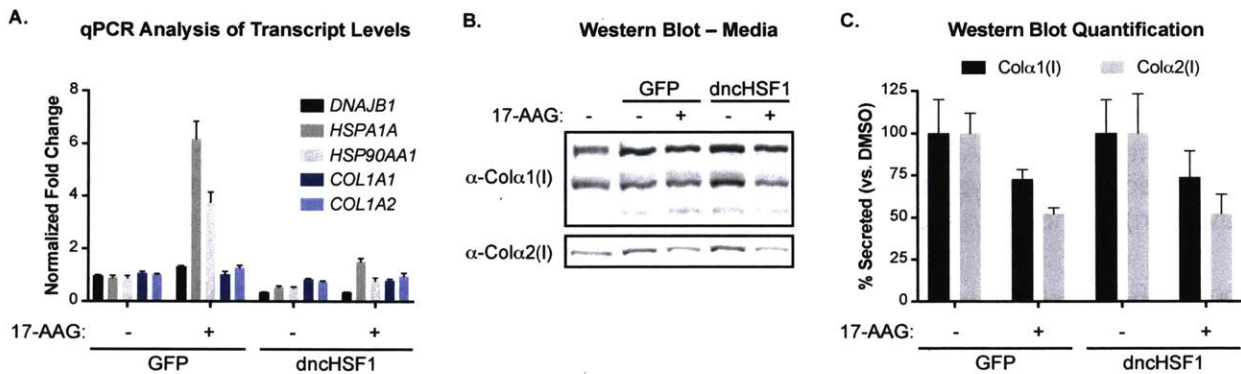 A.
qPCR Analysis of Transcript Levels
Normalized Fold Change
8
6
4
2
0
DNAJB1
HSPA1A
HSP90AA1
COL1A1
COL1A2
17-AAG: - + - +
GFP dncHSF1
B.
Western Blot – Media
GFP dncHSF1
17-AAG: - - + - +
α-Colα1(I)
α-Colα2(I)
C.
Western Blot Quantification
Colα1(I) Colα2(I)
% Secreted (vs. DMSO)
125
100
75
50
25
0
17-AAG: - + - +
GFP dncHSF1